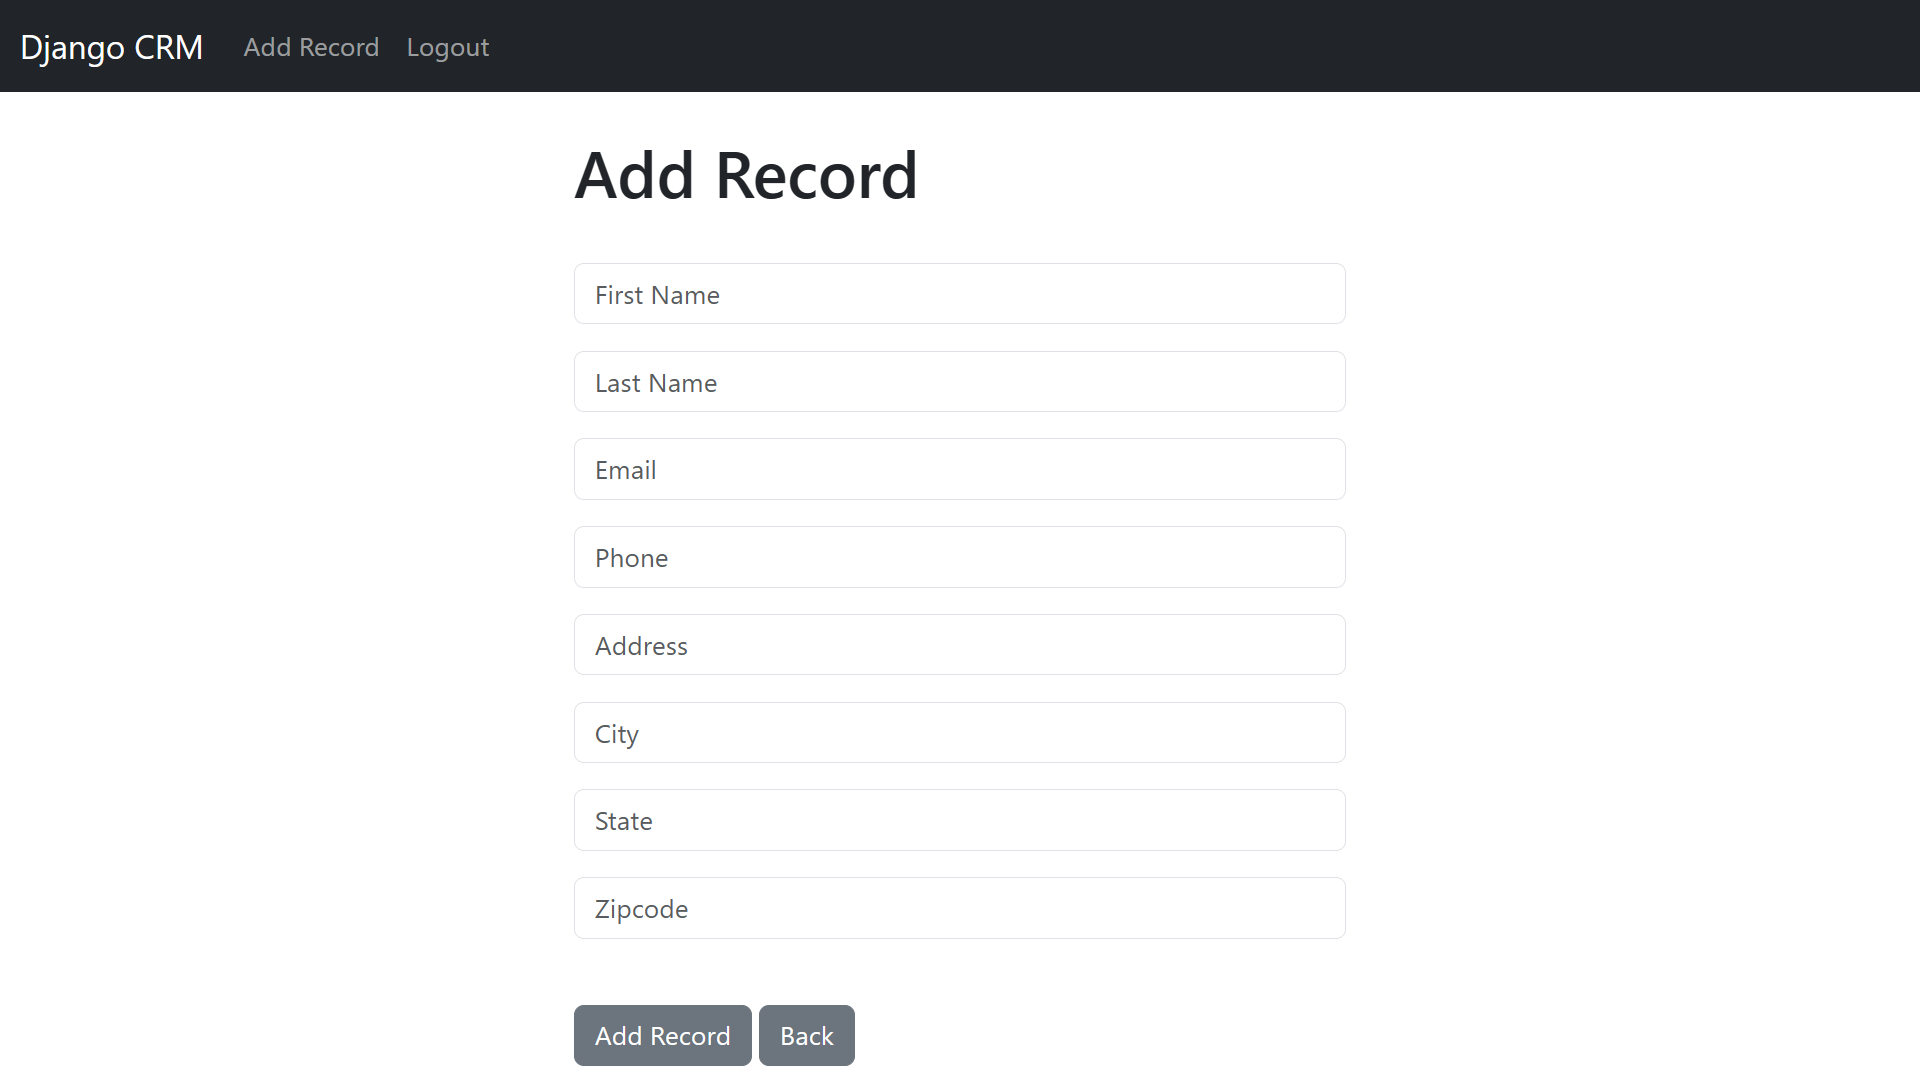 Django CRM Add Record Logout
Add Record
First Name
Last Name
Email
Phone
Address
City
State
Zipcode
Add Record Back